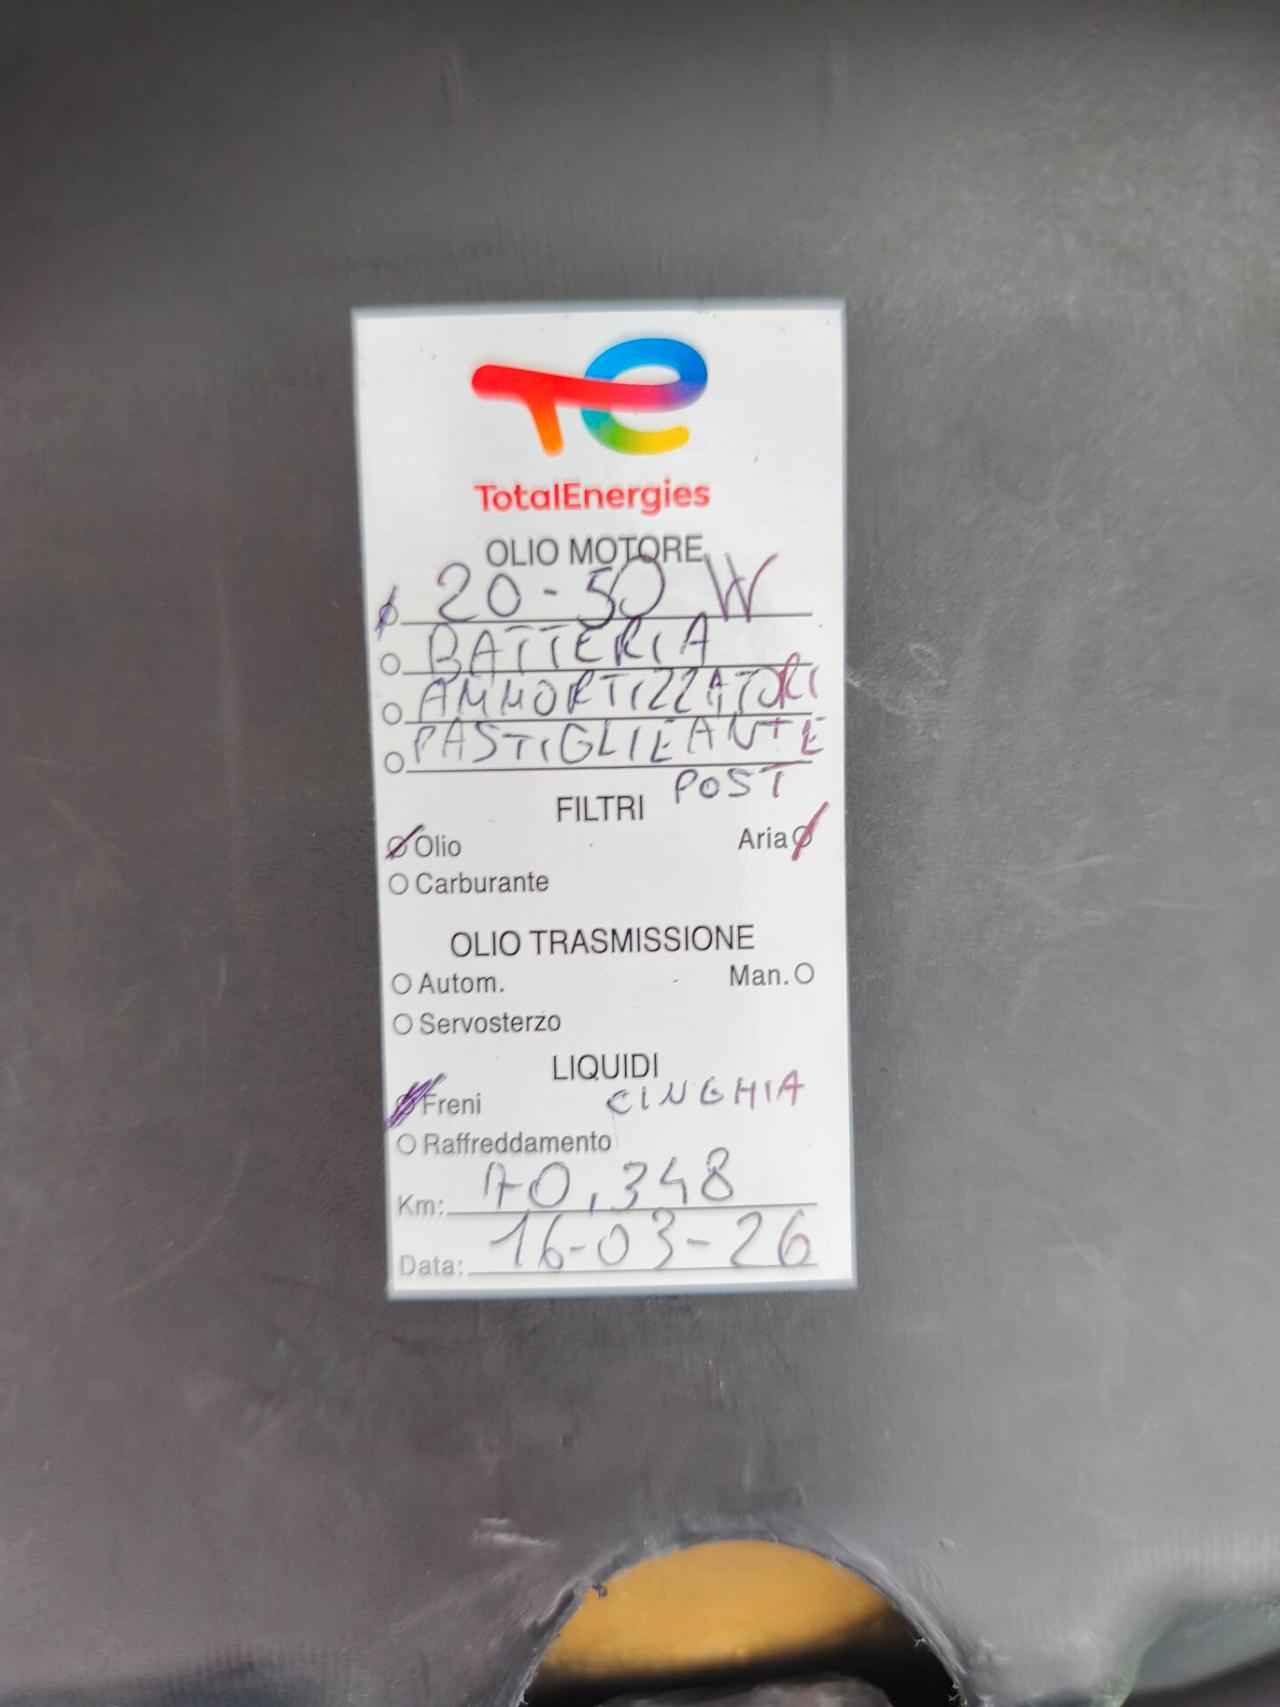 TotalEnergies
OLIO MOTORE
20-50 W
BATTERIA
AMMORTIZZATORI
PASTIGLIE ANTE
POST
FILTRI
Olio Aria
Carburante
OLIO TRASMISSIONE
Autom. Man.
Servosterzo
LIQUIDI
Freni CINGHIA
Raffreddamento
Km: 70,348
Data: 16-03-26